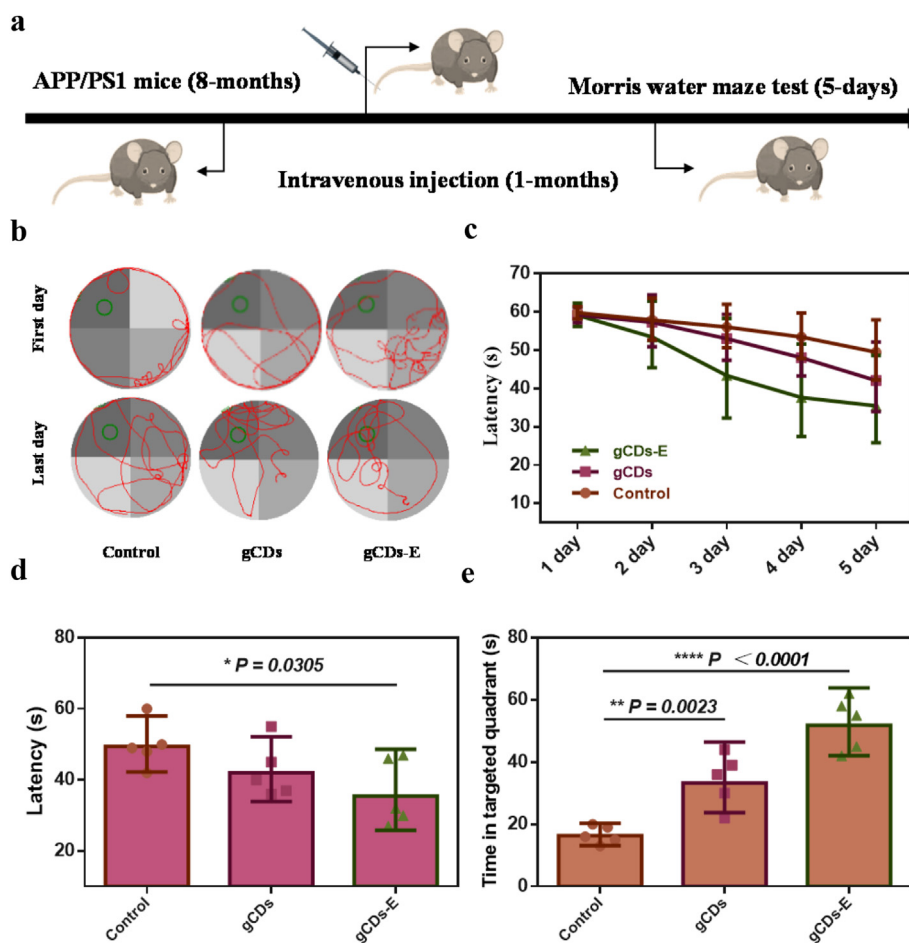 a
APP/PS1 mice (8-months)
Morris water maze test (5-days)
Intravenous injection (1-months)
b
First day
Last day
Control
gCDs
gCDs-E
c
Latency (s)
70
60
50
40
30
20
10
gCDs-E
gCDs
Control
1 day
2 day
3 day
4 day
5 day
d
Latency (s)
80
60
40
20
* P = 0.0305
Control
gCDs
gCDs-E
e
Time in targeted quadrant (s)
80
60
40
20
0
**** P < 0.0001
** P = 0.0023
Control
gCDs
gCDs-E